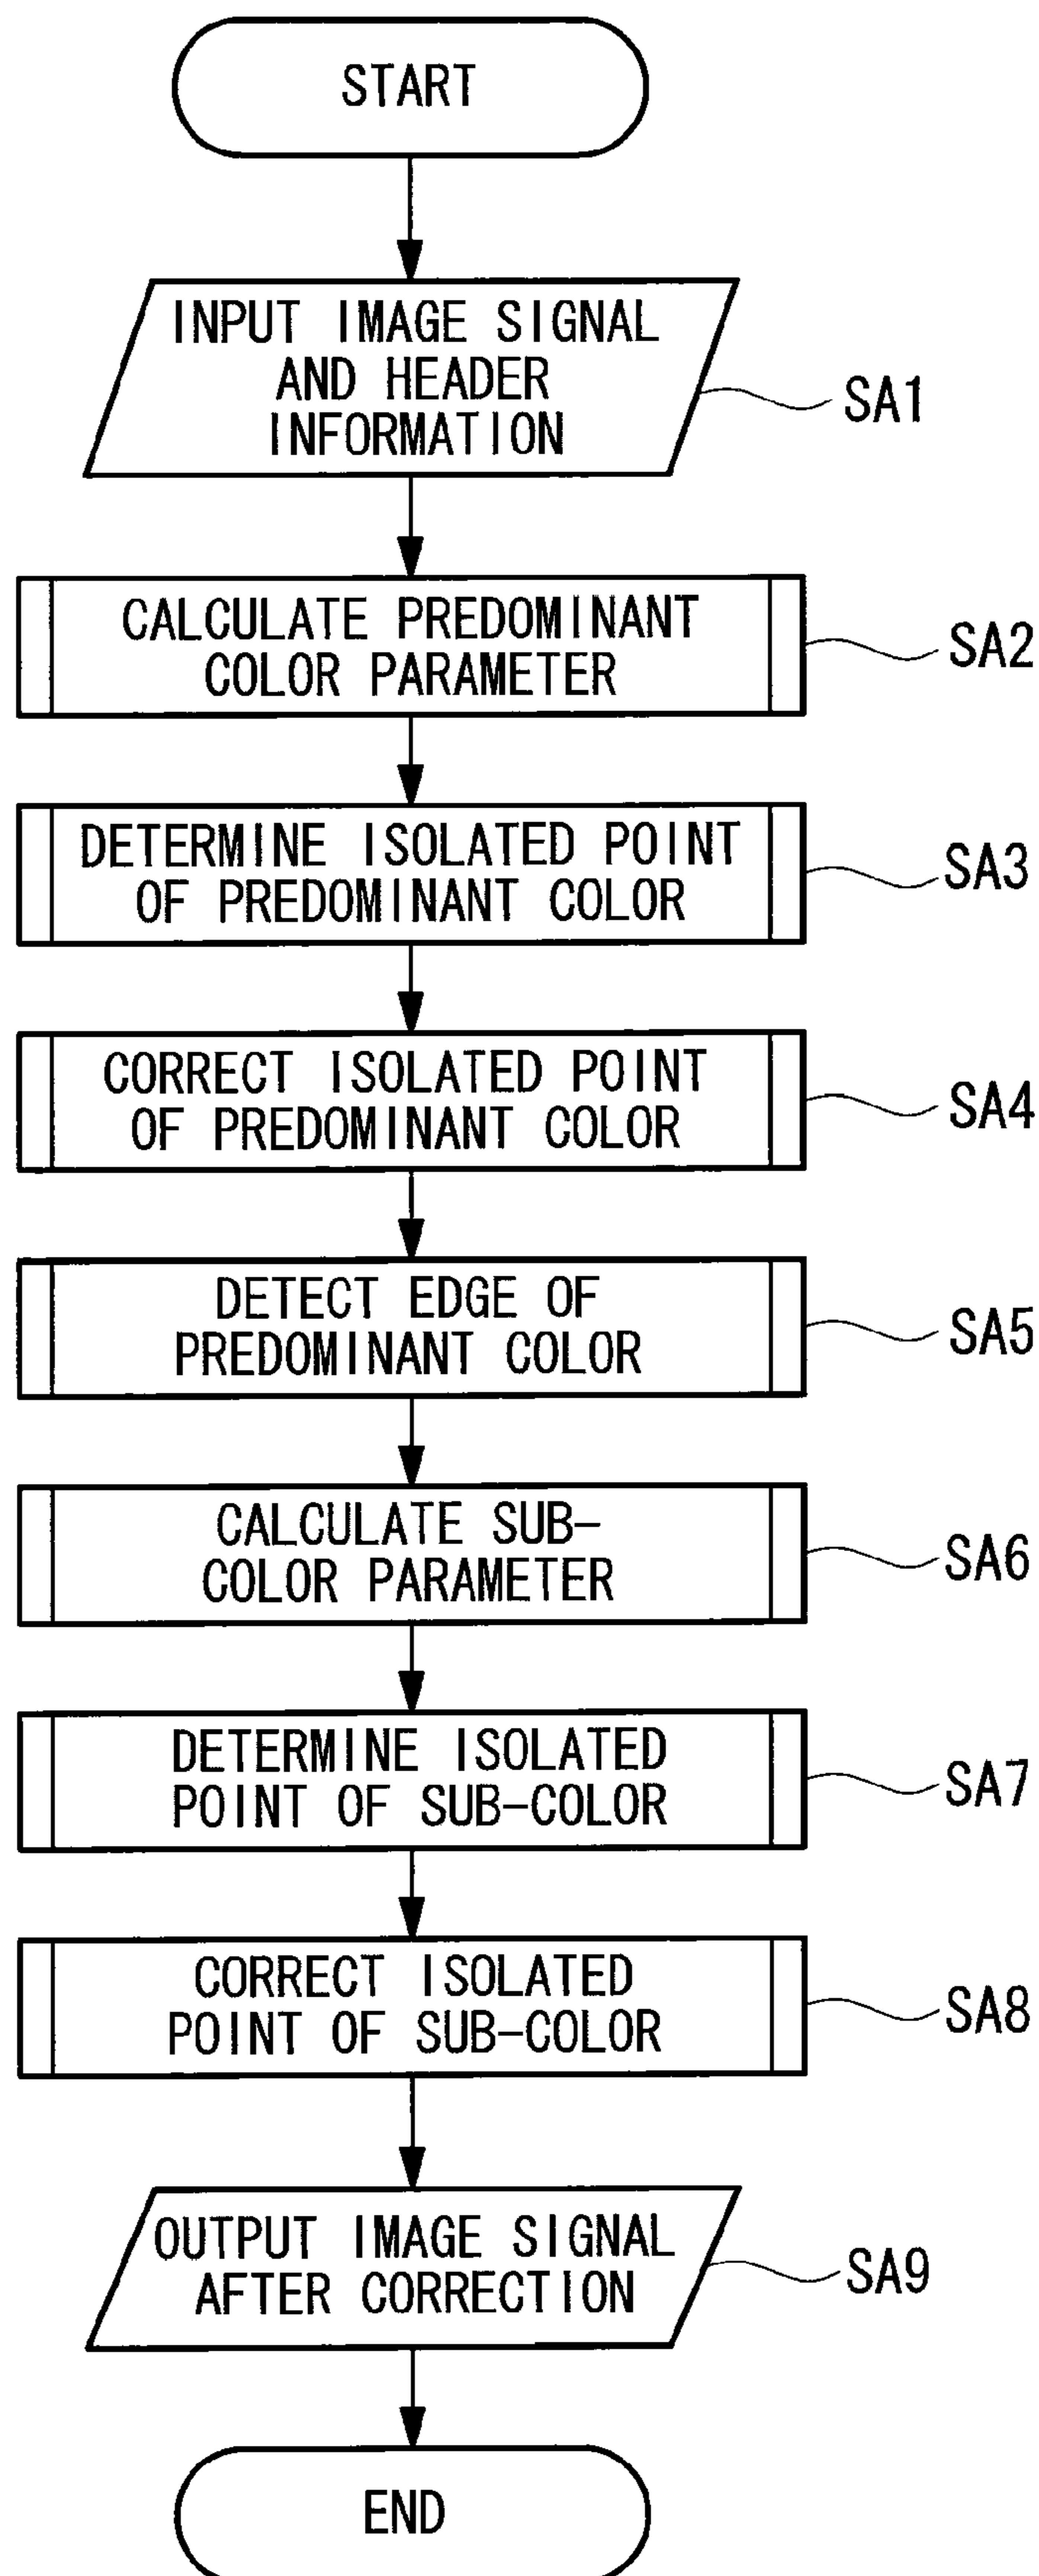 START
INPUT IMAGE SIGNAL
AND HEADER
INFORMATION
SA1
CALCULATE PREDOMINANT
COLOR PARAMETER
SA2
DETERMINE ISOLATED POINT
OF PREDOMINANT COLOR
SA3
CORRECT ISOLATED POINT
OF PREDOMINANT COLOR
SA4
DETECT EDGE OF
PREDOMINANT COLOR
SA5
CALCULATE SUB-
COLOR PARAMETER
SA6
DETERMINE ISOLATED
POINT OF SUB-COLOR
SA7
CORRECT ISOLATED
POINT OF SUB-COLOR
SA8
OUTPUT IMAGE SIGNAL
AFTER CORRECTION
SA9
END